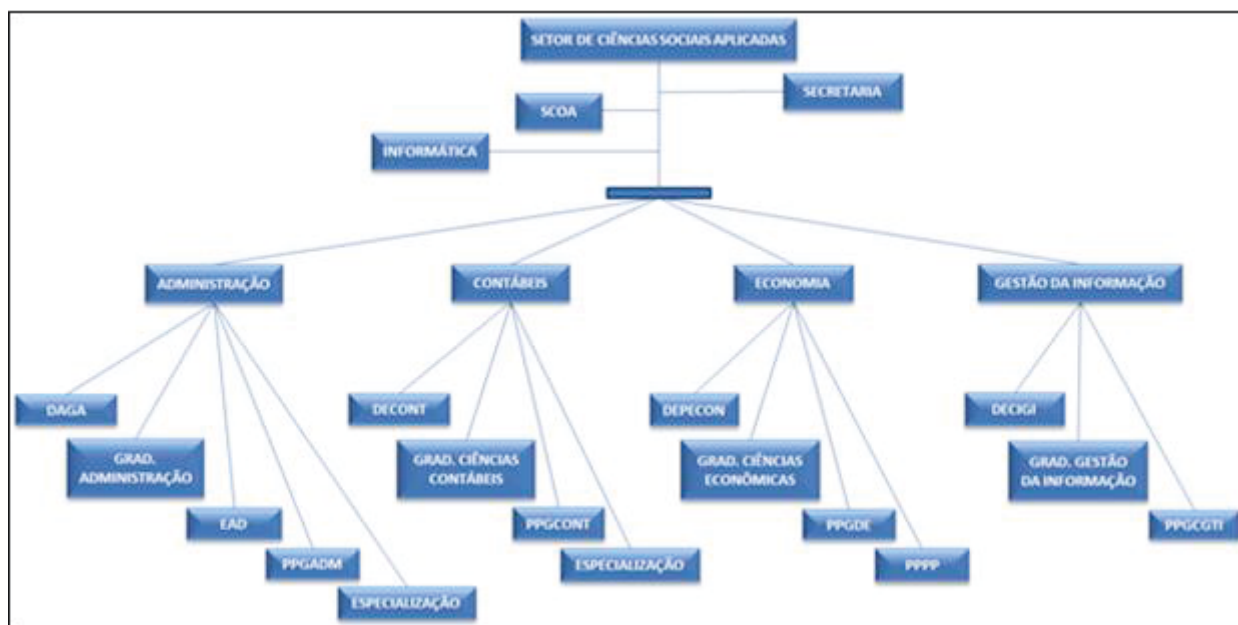 SETOR DE CIÊNCIAS SOCIAIS APLICADAS
SECRETARIA
SCOA
INFORMÁTICA
ADMINISTRAÇÃO
CONTÁBEIS
ECONOMIA
GESTÃO DA INFORMAÇÃO
DAGA
GRAD.
ADMINISTRAÇÃO
EAD
PPGADM
ESPECIALIZAÇÃO
DECONT
GRAD. CIÊNCIAS
CONTÁBEIS
PPGCONT
ESPECIALIZAÇÃO
DEPECON
GRAD. CIÊNCIAS
ECONÔMICAS
PPGDE
PPPP
DECIGI
GRAD. GESTÃO
DA INFORMAÇÃO
PPGCGTI